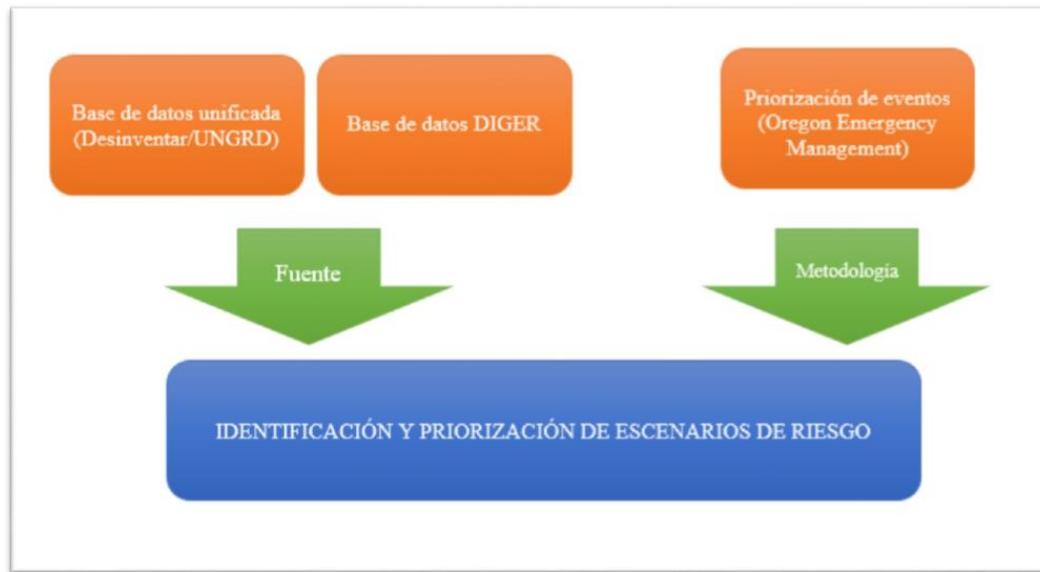 Base de datos unificada
(Desinventar/UNGRD)
Base de datos DIGER
Priorización de eventos
(Oregon Emergency
Management)
Fuente
Metodología
IDENTIFICACIÓN Y PRIORIZACIÓN DE ESCENARIOS DE RIESGO